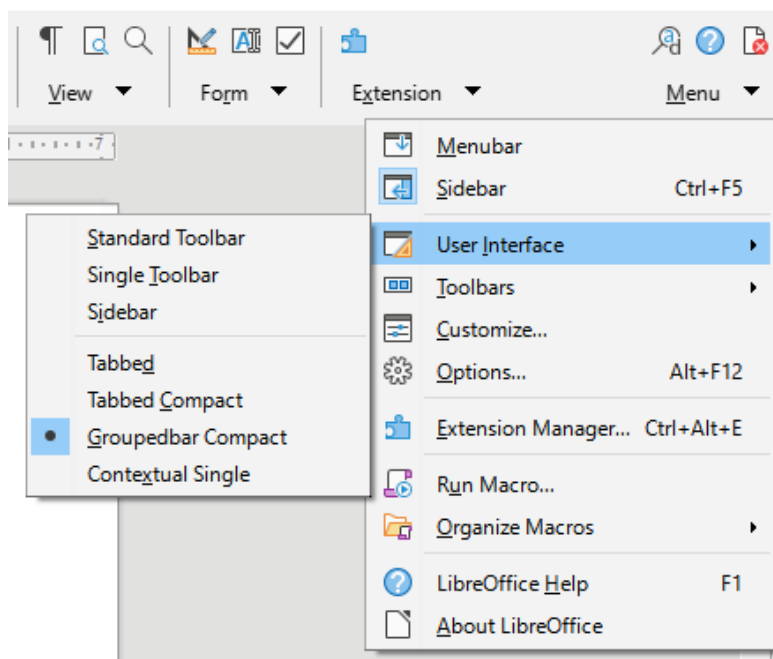 View Form Extension Menu
7
Menubar
Sidebar Ctrl+F5
User Interface
Toolbars
Customize...
Options... Alt+F12
Extension Manager... Ctrl+Alt+E
Run Macro...
Organize Macros
LibreOffice Help F1
About LibreOffice
Standard Toolbar
Single Toolbar
Sidebar
Tabbed
Tabbed Compact
Groupedbar Compact
Contextual Single